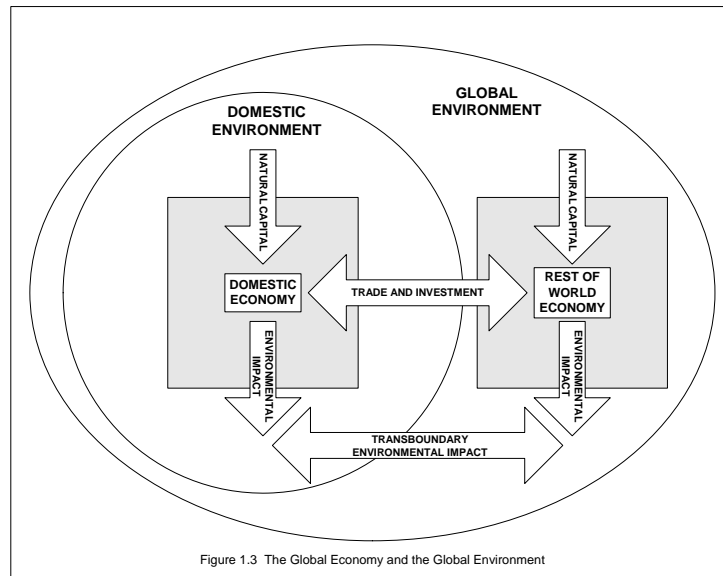 DOMESTIC
ENVIRONMENT
GLOBAL
ENVIRONMENT
NATURAL CAPITAL
NATURAL CAPITAL
DOMESTIC
ECONOMY
TRADE AND INVESTMENT
REST OF
WORLD
ECONOMY
ENVIRONMENTAL
IMPACT
ENVIRONMENTAL
IMPACT
TRANSBOUNDARY
ENVIRONMENTAL IMPACT
Figure 1.3 The Global Economy and the Global Environment